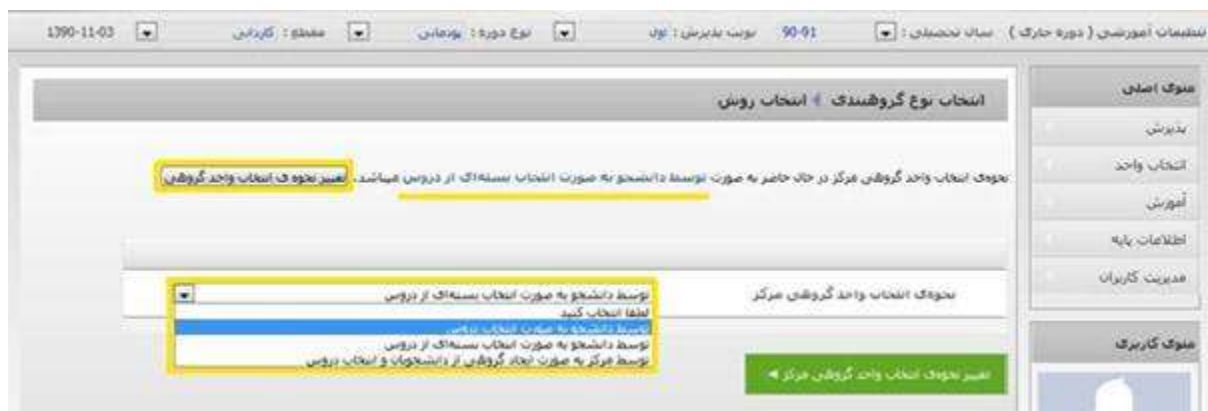 تنظیمات آموزشی ( دوره جاری ) سال تحصیلی : 90-91 نوبت پذیرش : اول نوع دوره : پودمانی مقطع : کاردانی 1390-11-03
منوی اصلی
پذیرش
انتخاب واحد
آموزش
اطلاعات پایه
مدیریت کاربران
منوی کاربری
انتخاب نوع گروهبندی انتخاب روش
نحوه‌ی انتخاب واحد گروهی مرکز در حال حاضر به صورت توسط دانشجو به صورت انتخاب بسته‌ای از دروس میباشد. تغییر نحوه ی انتخاب واحد گروهی
نحوه‌ی انتخاب واحد گروهی مرکز توسط دانشجو به صورت انتخاب بسته‌ای از دروس
لطفا انتخاب کنید
توسط دانشجو به صورت انتخاب دروس
توسط دانشجو به صورت انتخاب بسته‌ای از دروس
توسط مرکز به صورت ایجاد گروهی از دانشجویان و انتخاب دروس
تغییر نحوه‌ی انتخاب واحد گروهی مرکز